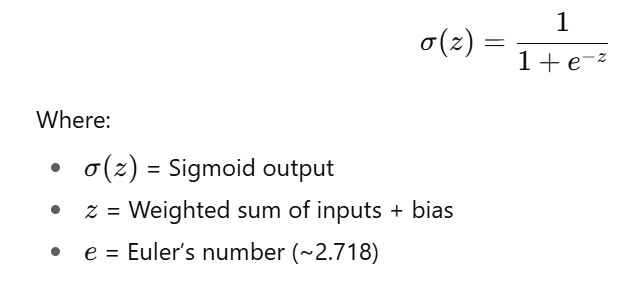 σ(z) = 1 / (1 + e^{-z})
Where:
• σ(z) = Sigmoid output
• z = Weighted sum of inputs + bias
• e = Euler’s number (~2.718)